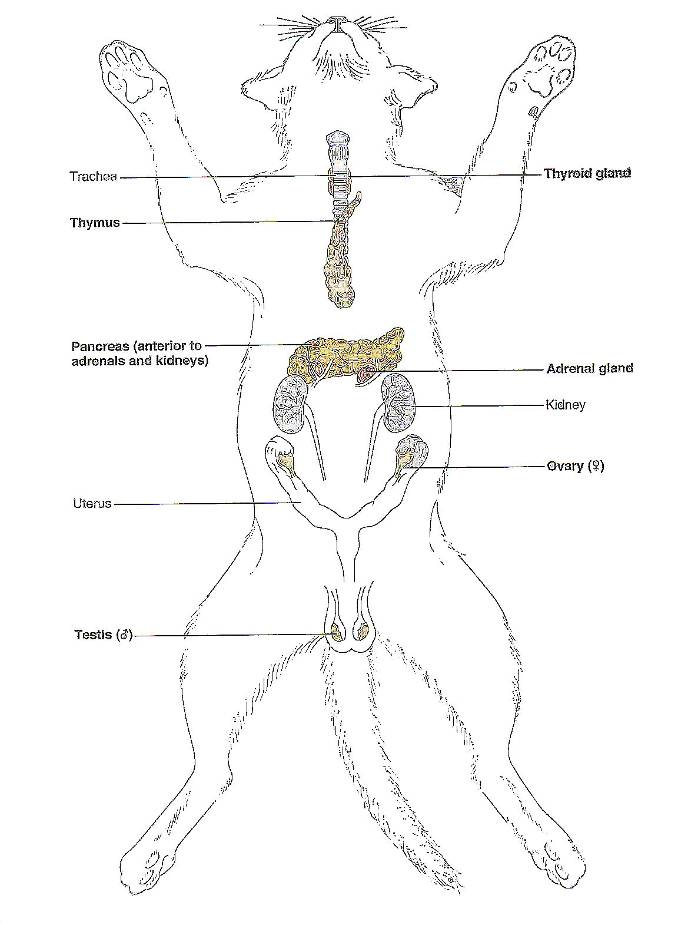 Trachea
Thyroid gland
Thymus
Pancreas (anterior to
adrenals and kidneys)
Adrenal gland
Kidney
Ovary (♀)
Uterus
Testis (♂)